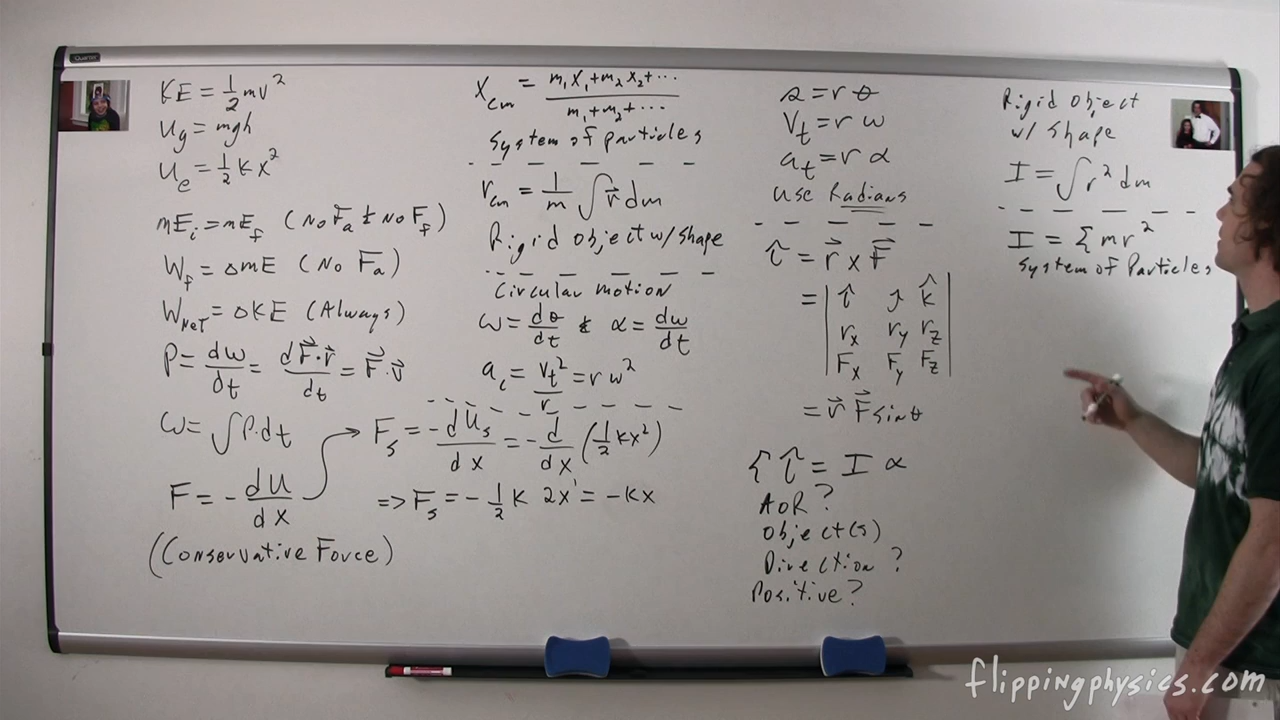 Quartet
KE = 1/2 mv²
Ug = mgh
Ue = 1/2 kx²
mEi = mEf (No Fa & No Ff)
Wf = ΔmE (No Fa)
WNet = ΔKE (Always)
P = dw/dt = dF⃗·r⃗/dt = F⃗·v⃗
ω = ∫P·dt
F = -dU/dx
(Conservative Force)
Xcm = m₁x₁+m₂x₂+⋯/m₁+m₂+⋯
System of particles
rcm = 1/m ∫r⃗dm
Rigid object w/shape
Circular motion
ω = dθ/dt & α = dω/dt
ac = vt²/r = rω²
Fs = -dUs/dx = -d/dx (1/2 kx²)
⇒ Fs = -1/2 k 2x¹ = -kx
s = rθ
Vt = rω
at = rα
Use Radians
τ⃗ = r⃗ x F⃗
= | î ĵ k̂ |
| rx ry rz |
| Fx Fy Fz |
= r⃗ F⃗ sinθ
Στ⃗ = Iα
AoR?
Object(s)
Direction?
Positive?
Rigid Object
w/ Shape
I = ∫r²dm
I = Σmr²
System of Particles
flippingphysics.com